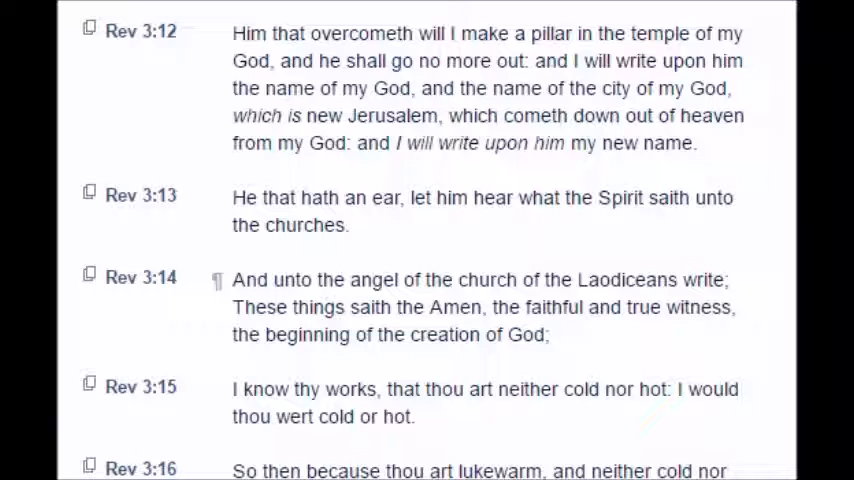 Rev 3:12 Him that overcometh will I make a pillar in the temple of my
God, and he shall go no more out: and I will write upon him
the name of my God, and the name of the city of my God,
which is new Jerusalem, which cometh down out of heaven
from my God: and I will write upon him my new name.
Rev 3:13 He that hath an ear, let him hear what the Spirit saith unto
the churches.
Rev 3:14 ¶ And unto the angel of the church of the Laodiceans write;
These things saith the Amen, the faithful and true witness,
the beginning of the creation of God;
Rev 3:15 I know thy works, that thou art neither cold nor hot: I would
thou wert cold or hot.
Rev 3:16 So then because thou art lukewarm, and neither cold nor